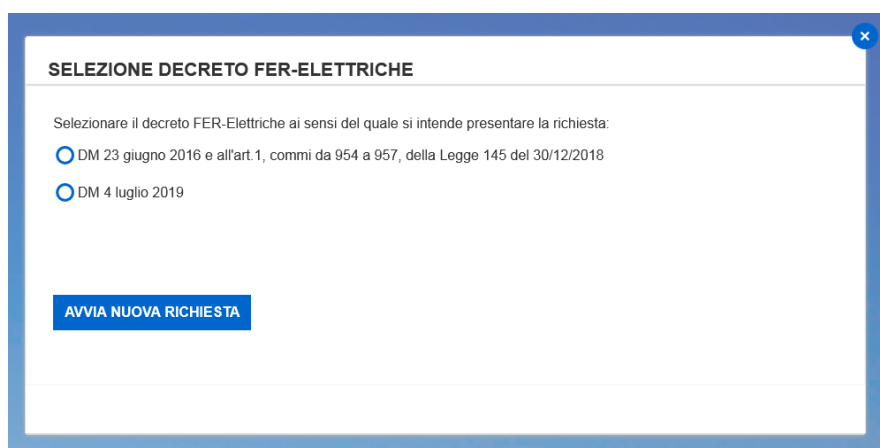 SELEZIONE DECRETO FER-ELETTRICHE
Selezionare il decreto FER-Elettriche ai sensi del quale si intende presentare la richiesta:
DM 23 giugno 2016 e all'art.1, commi da 954 a 957, della Legge 145 del 30/12/2018
DM 4 luglio 2019
AVVIA NUOVA RICHIESTA